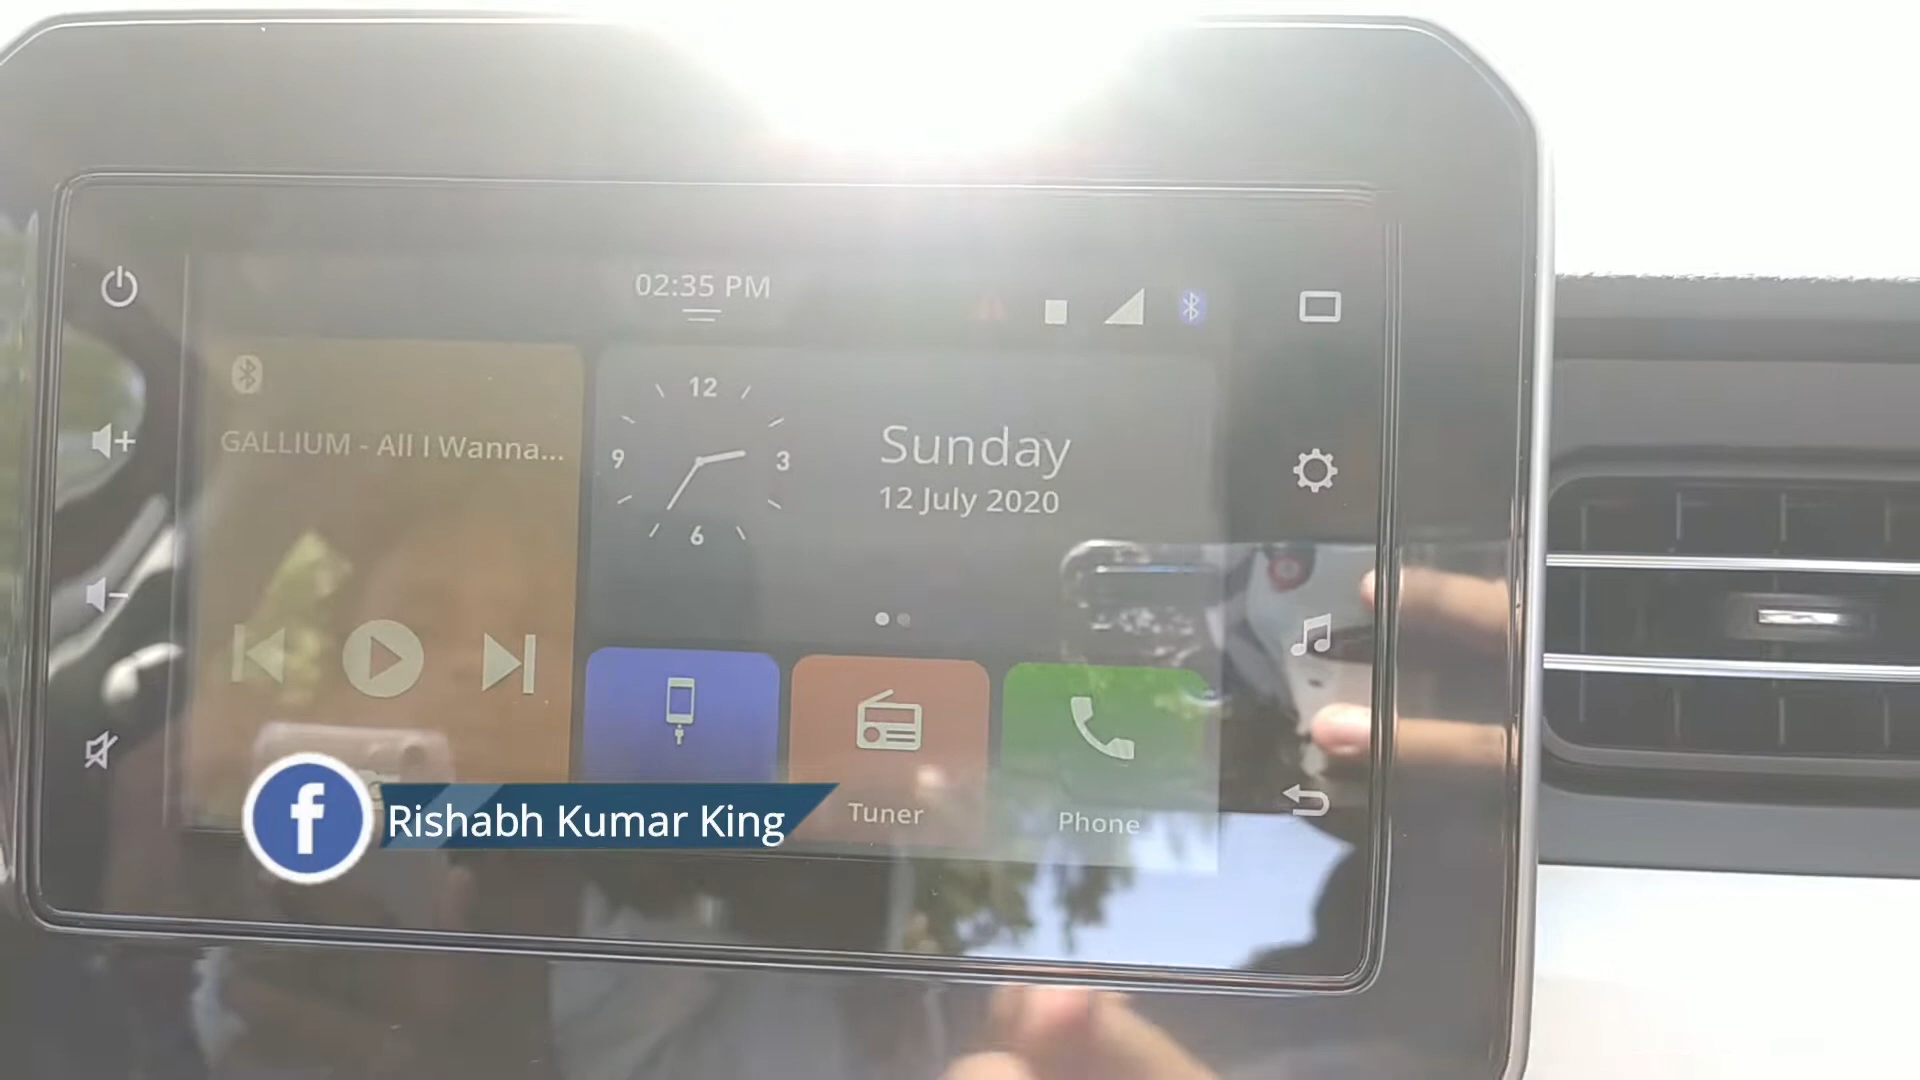 02:35 PM
GALLIUM - All I Wanna...
12
9
3
6
Sunday
12 July 2020
Tuner
Phone
f Rishabh Kumar King